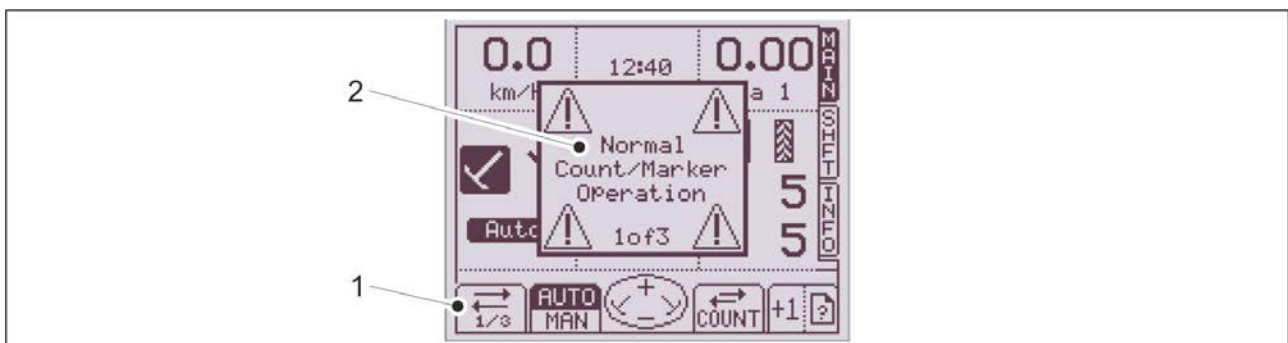 0.0
12:40
0.00
km/
a 1
MAIN
SHFT
INFO
2
Normal
Count/Marker
Operation
1of3
5
5
Auto
1
1/3
AUTO
MAN
+
-
COUNT
+1
?